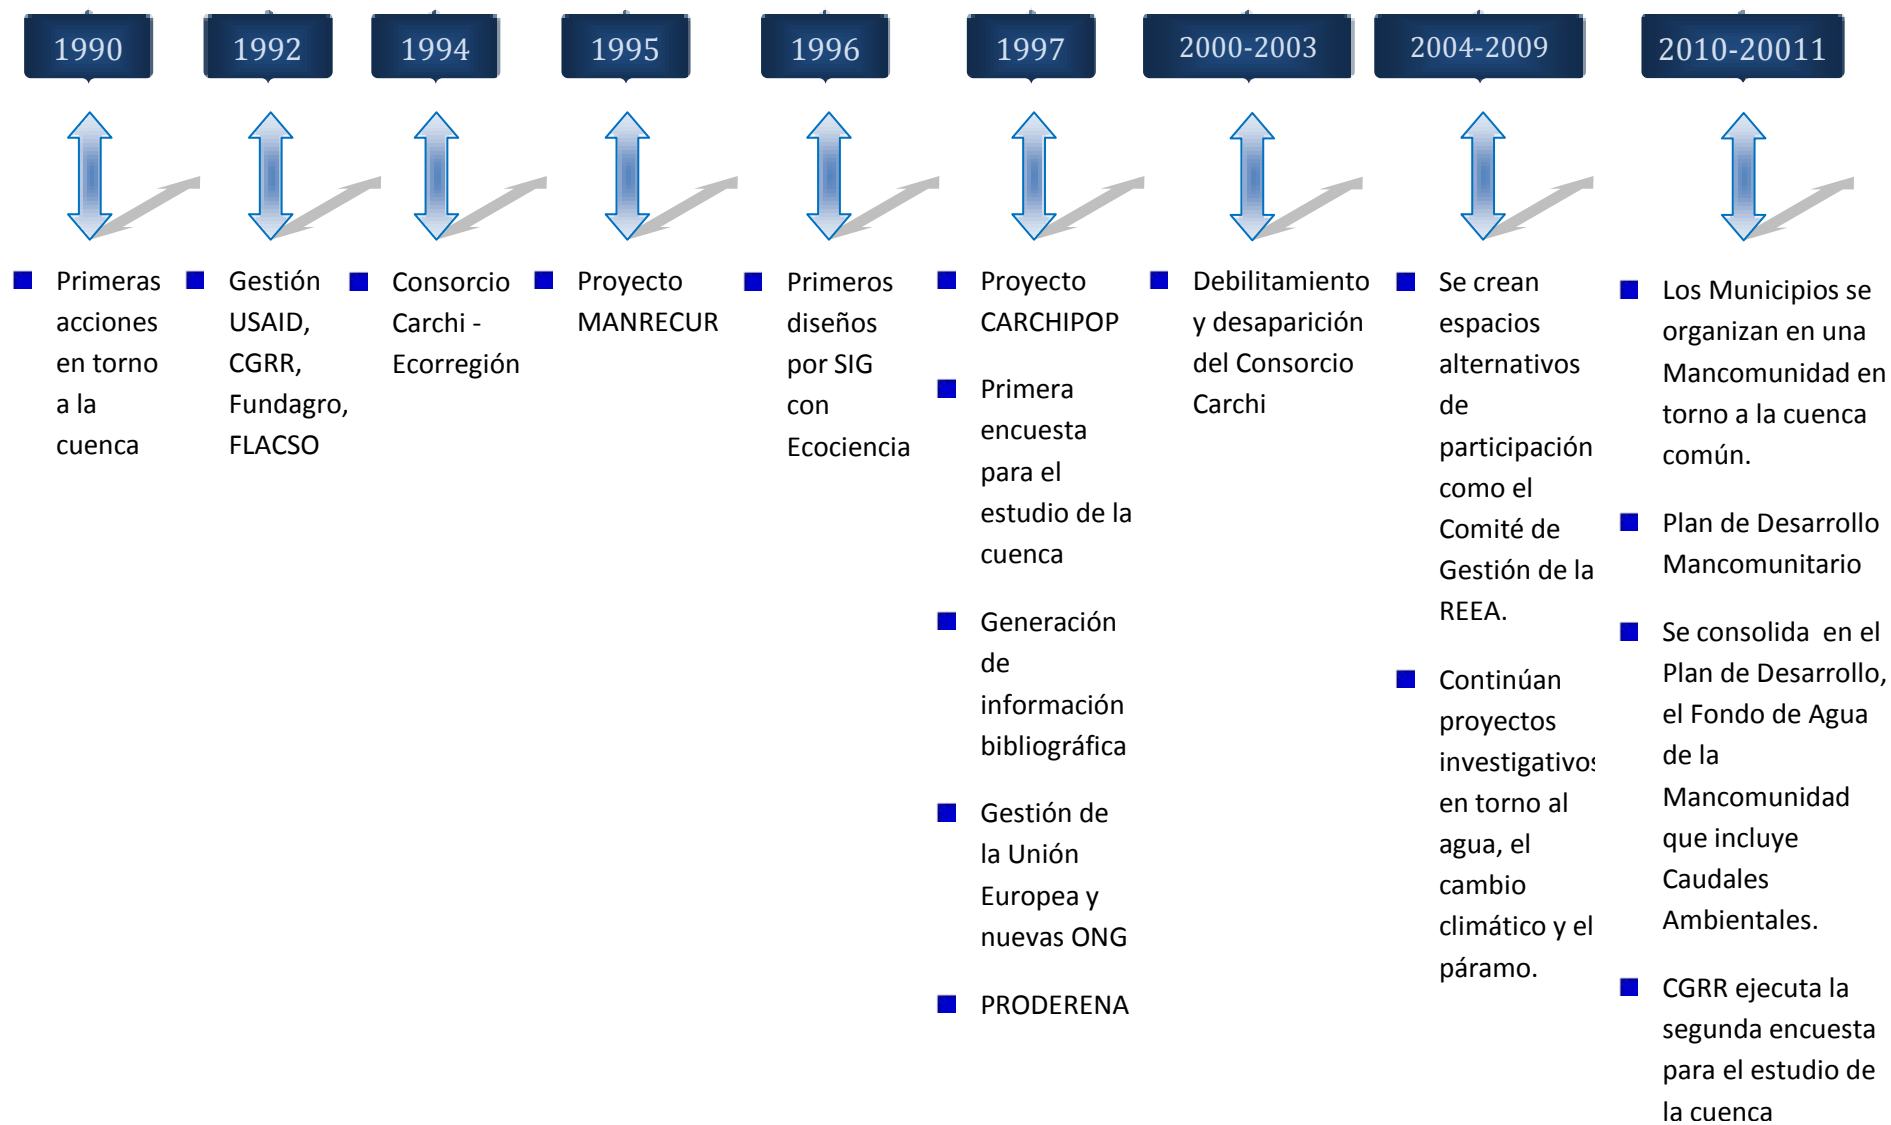 1990
1992
1994
1995
1996
1997
2000-2003
2004-2009
2010-20011
Primeras
acciones
en torno
a la
cuenca
Gestión
USAID,
CGRR,
Fundagro,
FLACSO
Consorcio
Carchi -
Ecorregión
Proyecto
MANRECUR
Primeros
diseños
por SIG
con
Ecociencia
Proyecto
CARCHIPOP
Primera
encuesta
para el
estudio de la
cuenca
Generación
de
información
bibliográfica
Gestión de
la Unión
Europea y
nuevas ONG
PRODERENA
Debilitamiento
y desaparición
del Consorcio
Carchi
Se crean
espacios
alternativos
de
participación
como el
Comité de
Gestión de la
REEA.
Continúan
proyectos
investigativos
en torno al
agua, el
cambio
climático y el
páramo.
Los Municipios se
organizan en una
Mancomunidad en
torno a la cuenca
común.
Plan de Desarrollo
Mancomunitario
Se consolida  en el
Plan de Desarrollo,
el Fondo de Agua
de la
Mancomunidad
que incluye
Caudales
Ambientales.
CGRR ejecuta la
segunda encuesta
para el estudio de
la cuenca